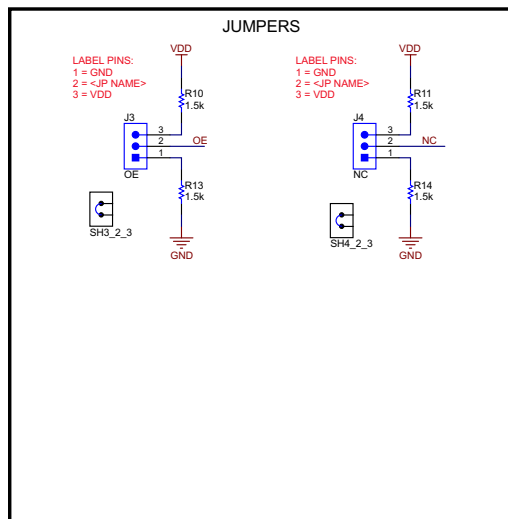 JUMPERS
LABEL PINS:
1 = GND
2 = <JP NAME>
3 = VDD
VDD
R10
1.5k
J3
3
2
1
OE
OE
R13
1.5k
SH3_2_3
GND
LABEL PINS:
1 = GND
2 = <JP NAME>
3 = VDD
VDD
R11
1.5k
J4
3
2
1
NC
NC
R14
1.5k
SH4_2_3
GND